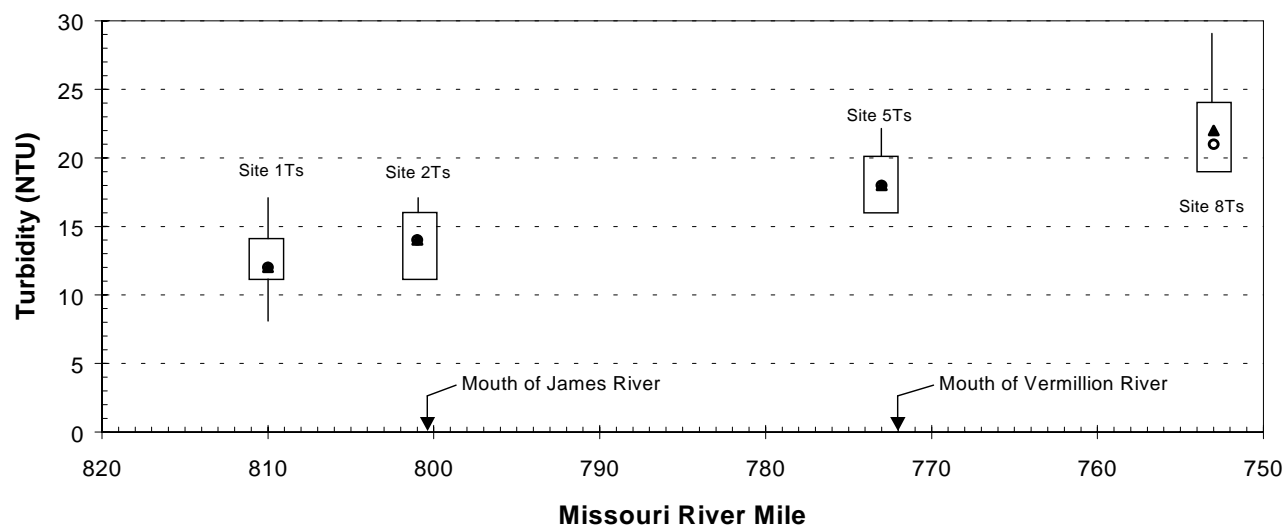 Turbidity (NTU)
30
25
20
15
10
5
0
Site 1Ts
Site 2Ts
Site 5Ts
Site 8Ts
Mouth of James River
Mouth of Vermillion River
820 810 800 790 780 770 760 750
Missouri River Mile